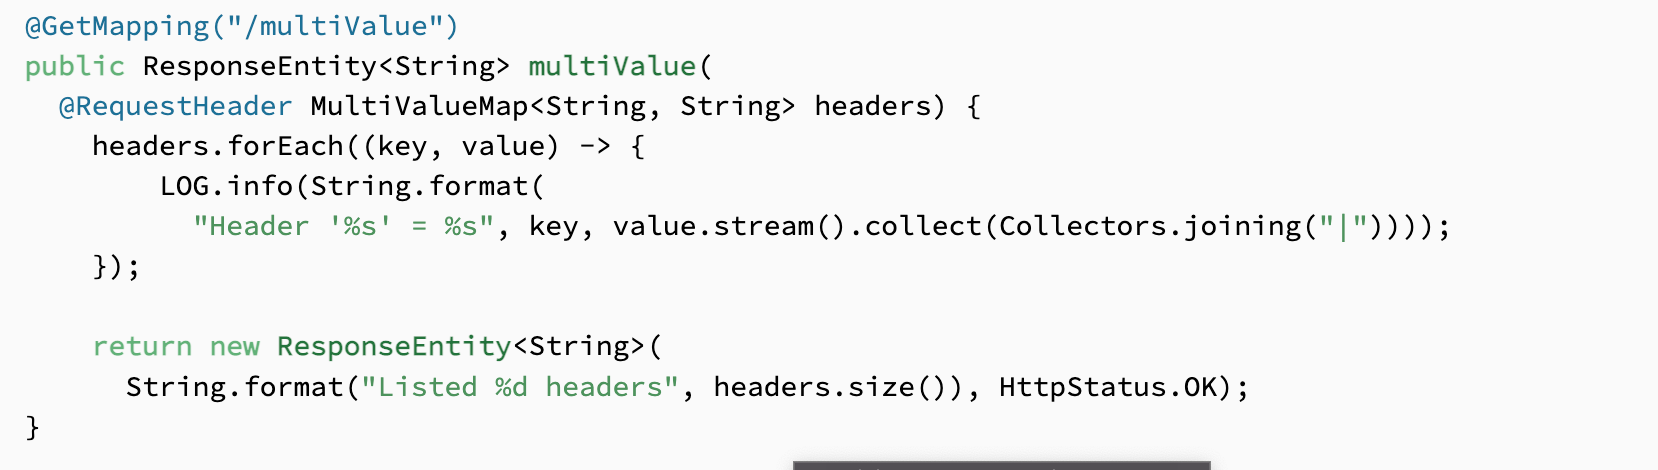 @GetMapping("/multiValue")
public ResponseEntity<String> multiValue(
  @RequestHeader MultiValueMap<String, String> headers) {
    headers.forEach((key, value) -> {
        LOG.info(String.format(
          "Header '%s' = %s", key, value.stream().collect(Collectors.joining("|"))));
    });

    return new ResponseEntity<String>(
      String.format("Listed %d headers", headers.size()), HttpStatus.OK);
}